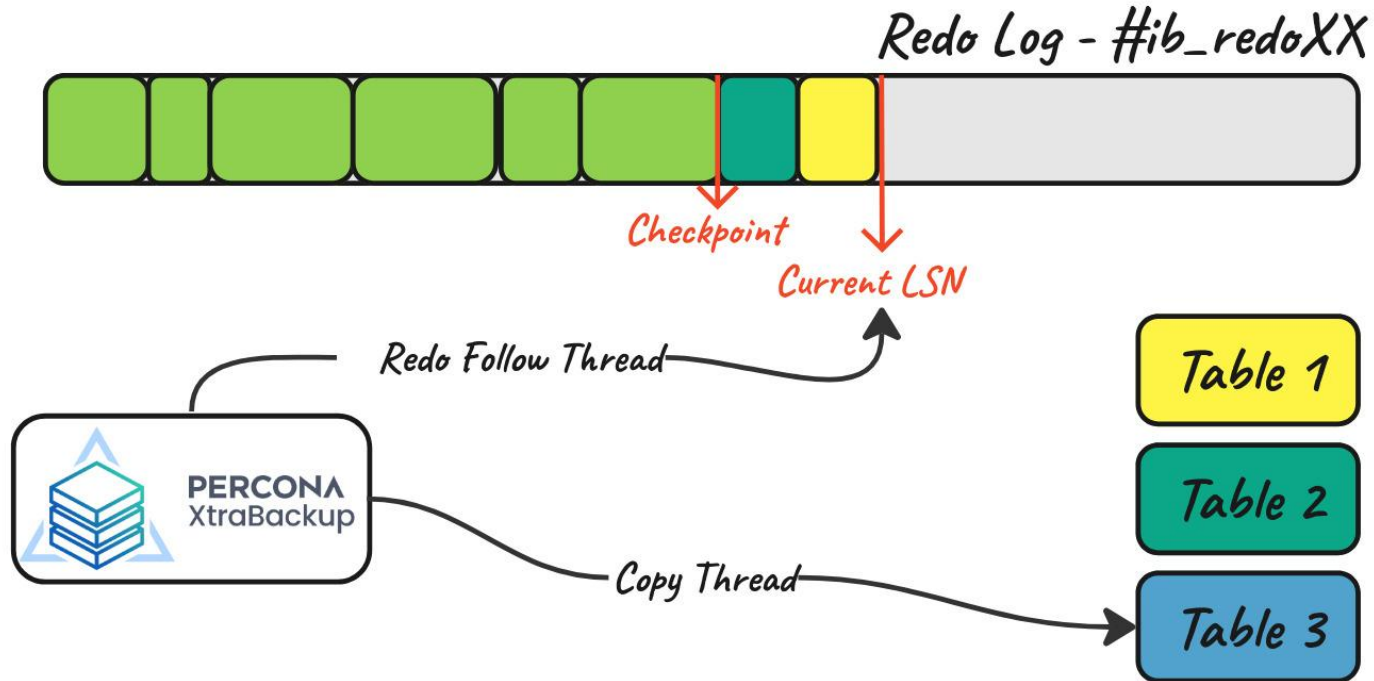 Redo Log - #ib_redoXX
Checkpoint
Current LSN
Redo Follow Thread
Table 1
PERCONA
XtraBackup
Table 2
Copy Thread
Table 3